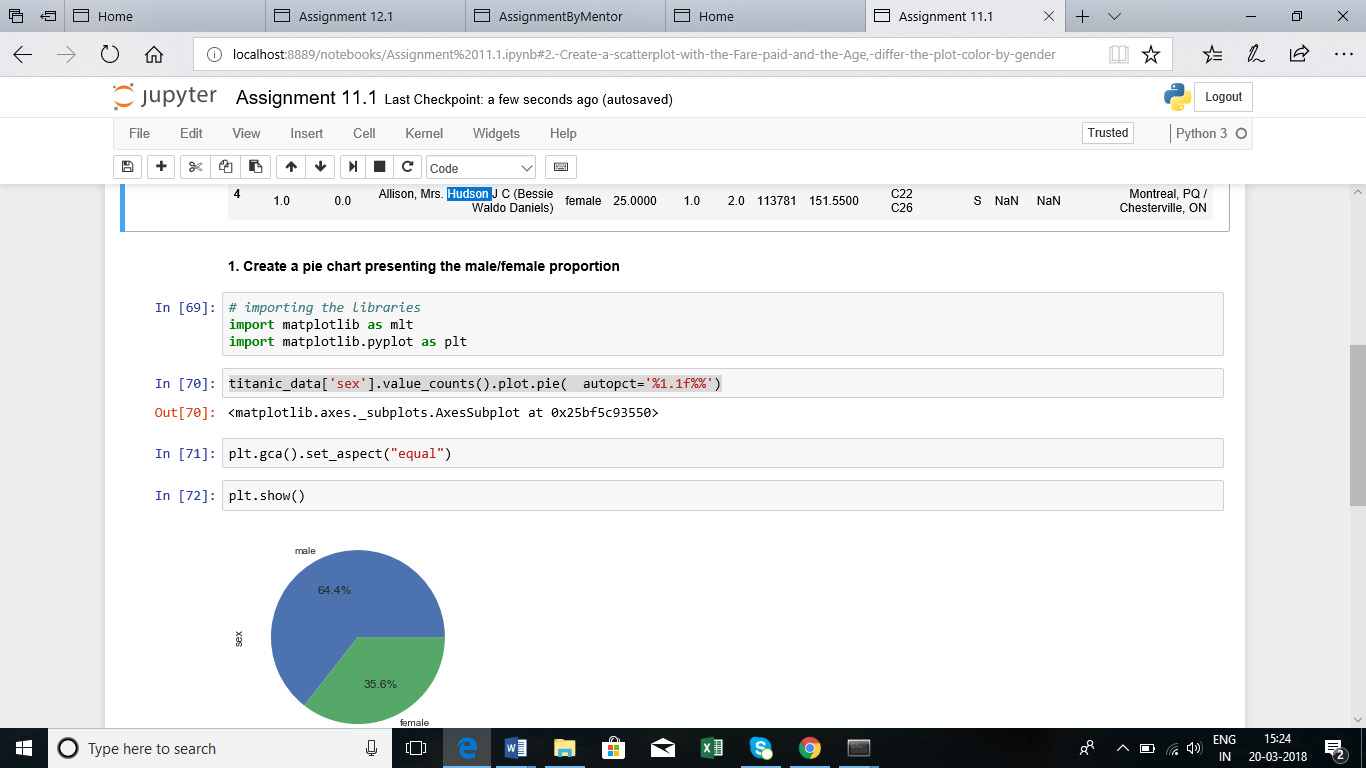 Home
Assignment 12.1
AssignmentByMentor
Home
Assignment 11.1
localhost:8889/notebooks/Assignment%2011.1.ipynb#2.-Create-a-scatterplot-with-the-Fare-paid-and-the-Age,-differ-the-plot-color-by-gender
jupyter Assignment 11.1 Last Checkpoint: a few seconds ago (autosaved)
Logout
File Edit View Insert Cell Kernel Widgets Help
Trusted
Python 3
Code
4 1.0 0.0 Allison, Mrs. Hudson J C (Bessie Waldo Daniels) female 25.0000 1.0 2.0 113781 151.5500 C22 C26 S NaN NaN Montreal, PQ / Chesterville, ON
1. Create a pie chart presenting the male/female proportion
In [69]: # importing the libraries
import matplotlib as mlt
import matplotlib.pyplot as plt
In [70]: titanic_data['sex'].value_counts().plot.pie(  autopct='%1.1f%%')
Out[70]: <matplotlib.axes._subplots.AxesSubplot at 0x25bf5c93550>
In [71]: plt.gca().set_aspect("equal")
In [72]: plt.show()
male
64.4%
sex
35.6%
female
Type here to search
ENG
IN
15:24
20-03-2018
2